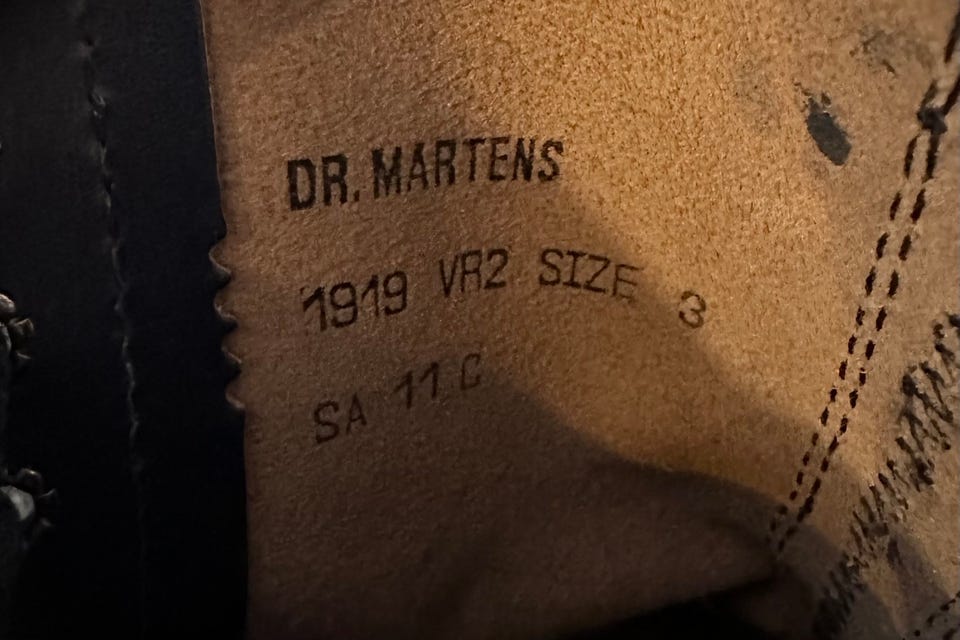 DR. MARTENS
1919 VR2 SIZE 3
SA 11 C